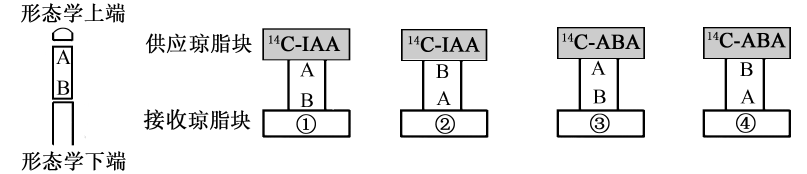 形态学上端
A
B
形态学下端
供应琼脂块
接收琼脂块
¹⁴C-IAA
A
B
①
¹⁴C-IAA
B
A
②
¹⁴C-ABA
A
B
③
¹⁴C-ABA
B
A
④